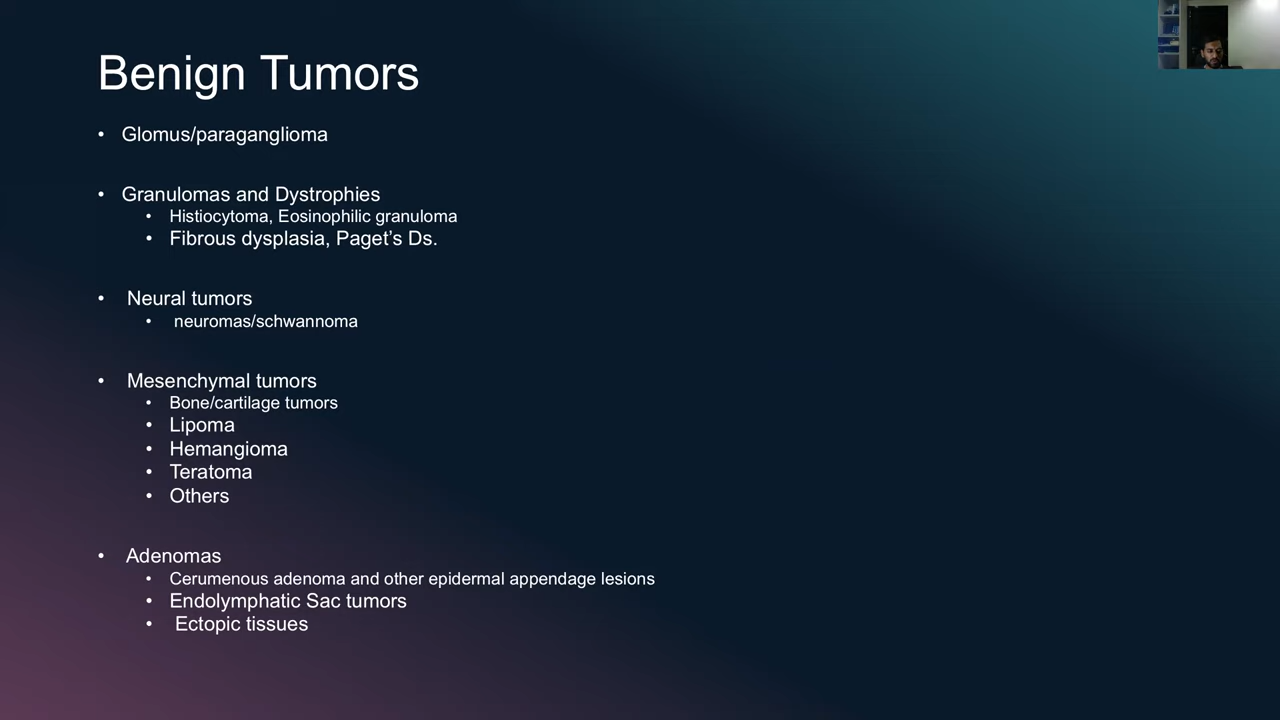 Benign Tumors
• Glomus/paraganglioma
• Granulomas and Dystrophies
• Histiocytoma, Eosinophilic granuloma
• Fibrous dysplasia, Paget’s Ds.
• Neural tumors
• neuromas/schwannoma
• Mesenchymal tumors
• Bone/cartilage tumors
• Lipoma
• Hemangioma
• Teratoma
• Others
• Adenomas
• Cerumenous adenoma and other epidermal appendage lesions
• Endolymphatic Sac tumors
• Ectopic tissues